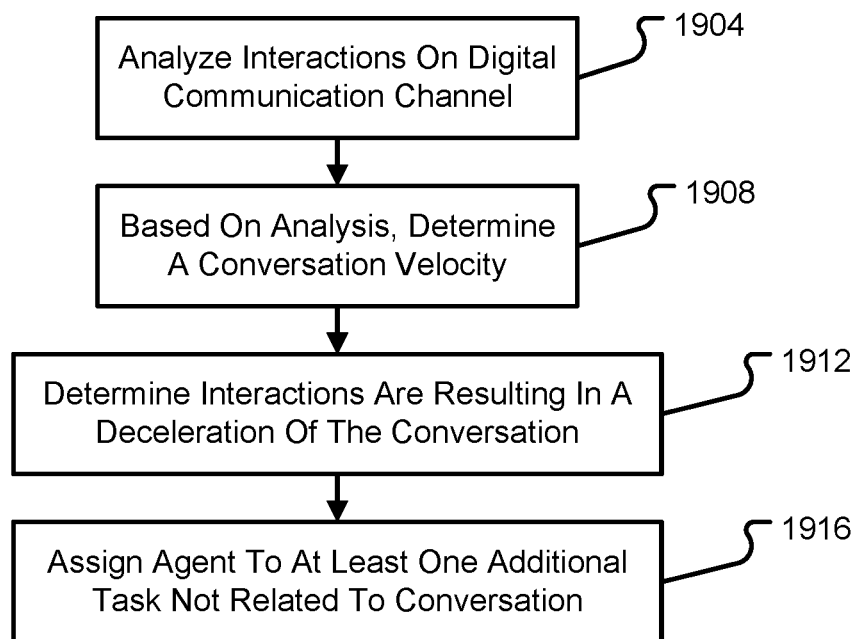 Analyze Interactions On Digital
Communication Channel
1904
Based On Analysis, Determine
A Conversation Velocity
1908
Determine Interactions Are Resulting In A
Deceleration Of The Conversation
1912
Assign Agent To At Least One Additional
Task Not Related To Conversation
1916